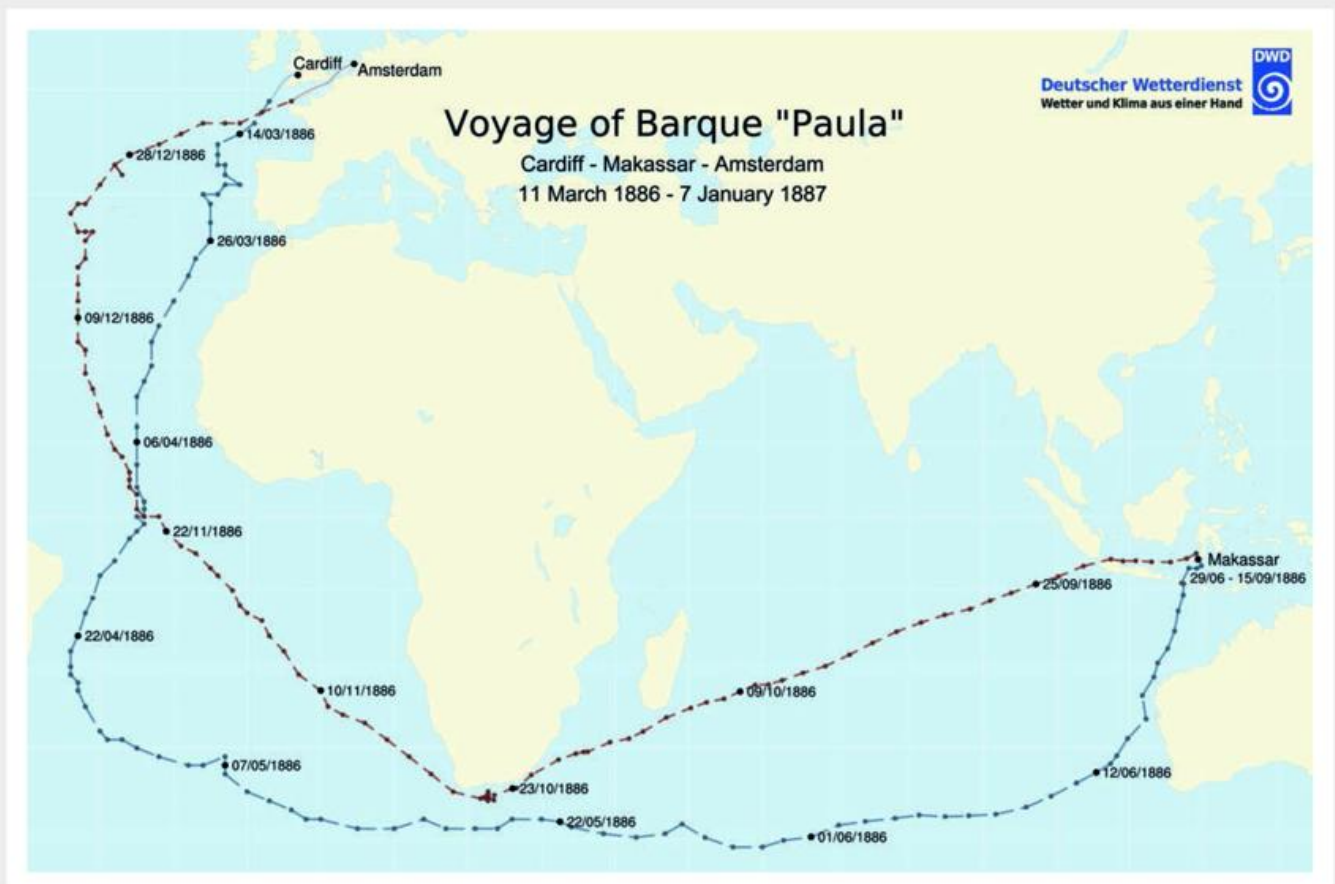 Cardiff
Amsterdam
DWD
Deutscher Wetterdienst
Wetter und Klima aus einer Hand
Voyage of Barque "Paula"
Cardiff - Makassar - Amsterdam
11 March 1886 - 7 January 1887
14/03/1886
28/12/1886
26/03/1886
09/12/1886
06/04/1886
22/11/1886
Makassar
29/06 - 15/09/1886
25/09/1886
22/04/1886
10/11/1886
09/10/1886
07/05/1886
12/06/1886
23/10/1886
22/05/1886
01/06/1886